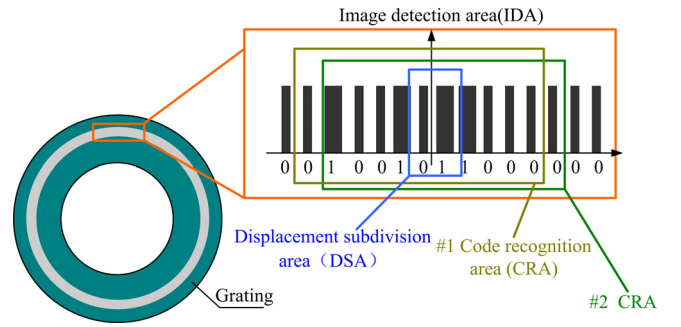 Image detection area(IDA)
0 0 1 0 0 1 0 1 1 0 0 0 0 0 0
Displacement subdivision
area（DSA）
#1 Code recognition
area (CRA)
Grating
#2 CRA